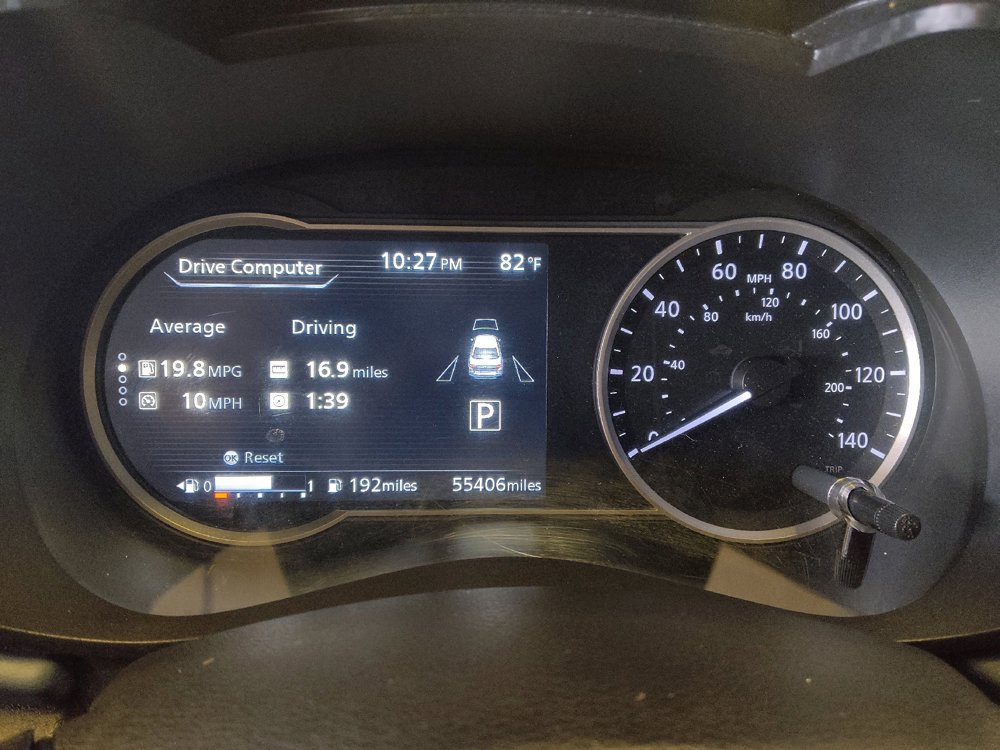 Drive Computer 10:27 PM 82°F
Average Driving
19.8 MPG 16.9 miles
10 MPH 1:39
P
OK Reset
0 1 192miles 55406miles
0 20 40 60 80 100 120 140
MPH
40 80 120 160 200
km/h
TRIP